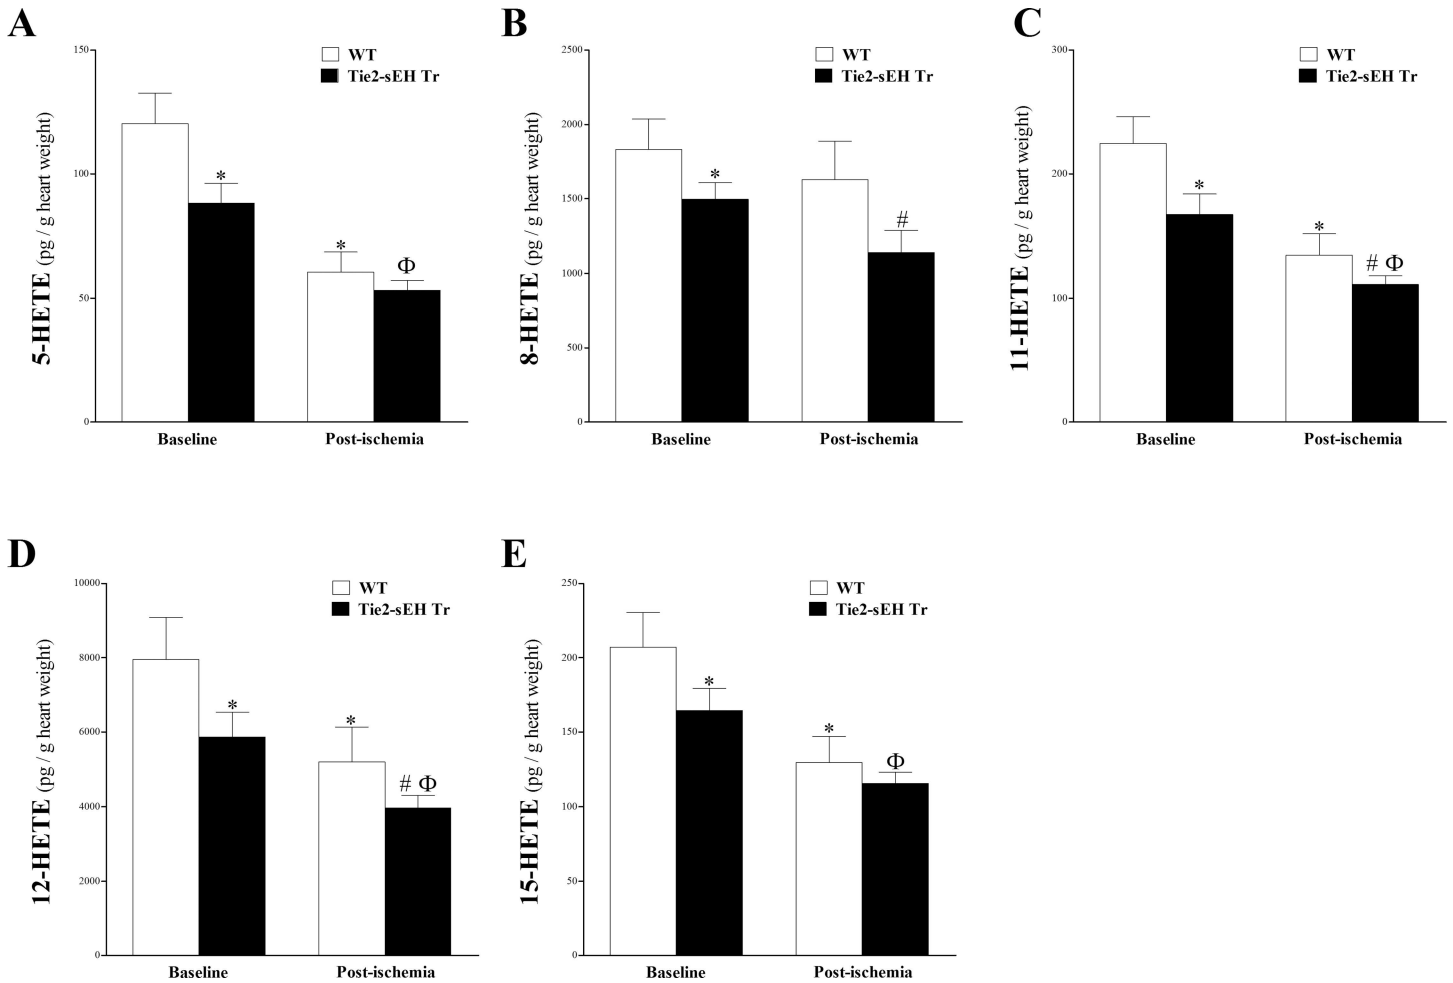 A
5-HETE (pg / g heart weight)
150
100
50
0
WT
Tie2-sEH Tr
*
*
Φ
Baseline
Post-ischemia
B
8-HETE (pg / g heart weight)
2500
2000
1500
1000
500
0
WT
Tie2-sEH Tr
*
#
Baseline
Post-ischemia
C
11-HETE (pg / g heart weight)
300
200
100
0
WT
Tie2-sEH Tr
*
*
# Φ
Baseline
Post-ischemia
D
12-HETE (pg / g heart weight)
10000
8000
6000
4000
2000
0
WT
Tie2-sEH Tr
*
*
# Φ
Baseline
Post-ischemia
E
15-HETE (pg / g heart weight)
250
200
150
100
50
0
WT
Tie2-sEH Tr
*
*
Φ
Baseline
Post-ischemia